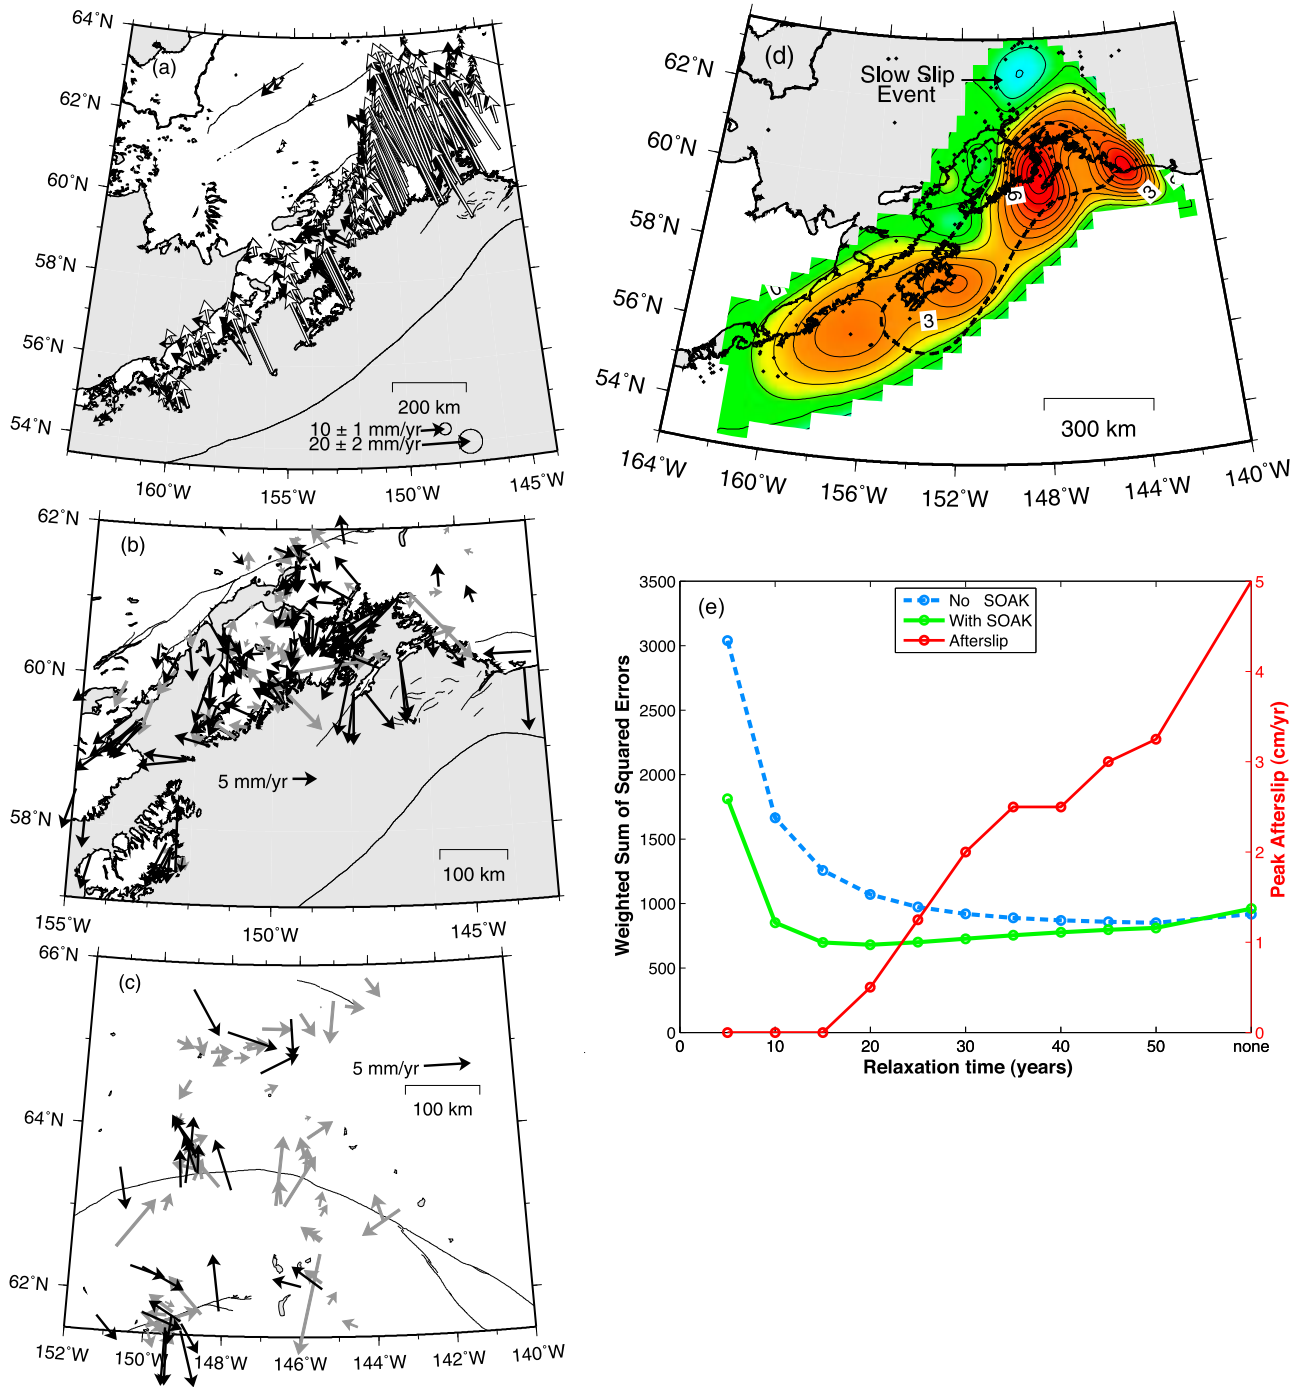 (a)
64˚N
62˚N
60˚N
58˚N
56˚N
54˚N
200 km
10 ± 1 mm/yr
20 ± 2 mm/yr
160˚W
155˚W
150˚W
145˚W
(b)
62˚N
60˚N
58˚N
5 mm/yr
100 km
155˚W
150˚W
145˚W
(c)
66˚N
64˚N
62˚N
5 mm/yr
100 km
152˚W
150˚W
148˚W
146˚W
142˚W
140˚W
(d)
62˚N
60˚N
58˚N
56˚N
54˚N
Slow Slip
Event
9
3
3
300 km
164˚W
160˚W
156˚W
152˚W
148˚W
144˚W
140˚W
(e)
No SOAK
With SOAK
Afterslip
Weighted Sum of Squared Errors
3500
3000
2500
2000
1500
1000
500
0
Peak Afterslip (cm/yr)
5
4
3
2
1
0
0
10
20
30
40
50
none
Relaxation time (years)